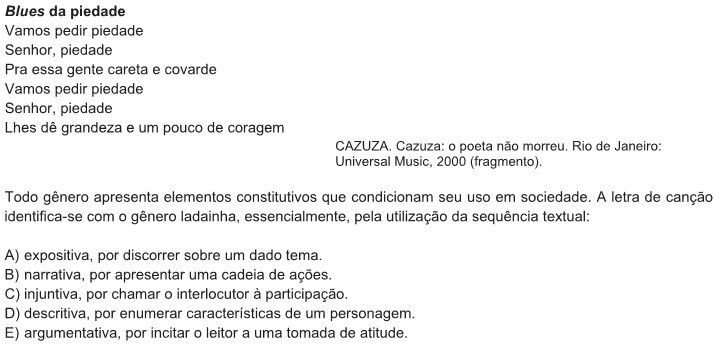 Blues da piedade
Vamos pedir piedade
Senhor, piedade
Pra essa gente careta e covarde
Vamos pedir piedade
Senhor, piedade
Lhes dê grandeza e um pouco de coragem
CAZUZA. Cazuza: o poeta não morreu. Rio de Janeiro:
Universal Music, 2000 (fragmento).
Todo gênero apresenta elementos constitutivos que condicionam seu uso em sociedade. A letra de canção
identifica-se com o gênero ladainha, essencialmente, pela utilização da sequência textual:
A) expositiva, por discorrer sobre um dado tema.
B) narrativa, por apresentar uma cadeia de ações.
C) injuntiva, por chamar o interlocutor à participação.
D) descritiva, por enumerar características de um personagem.
E) argumentativa, por incitar o leitor a uma tomada de atitude.